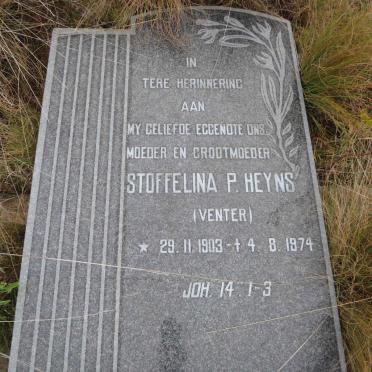 IN
TERE HERINNERING
AAN
MY GELIEFDE EGGENOTE ONS
MOEDER EN GROOTMOEDER
STOFFELINA P. HEYNS
(VENTER)
★ 29.11.1903 - ✝ 4.8.1974
JOH. 14:1-3